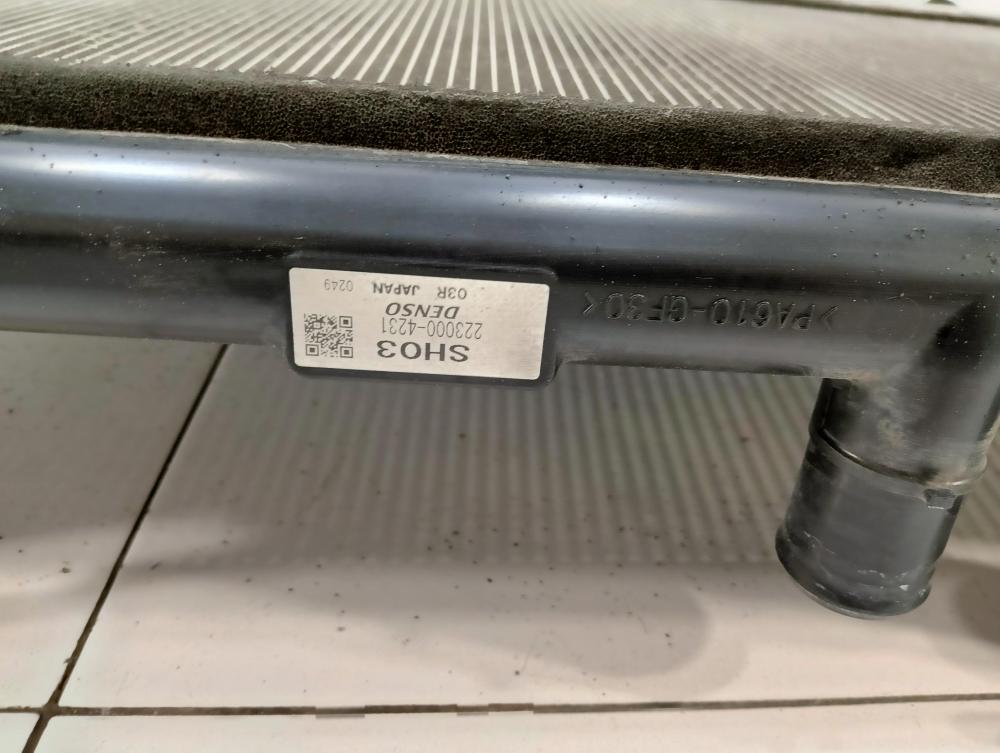 SH03
223000-4231
DENSO
03R JAPAN 0249
>PA610-GF30<